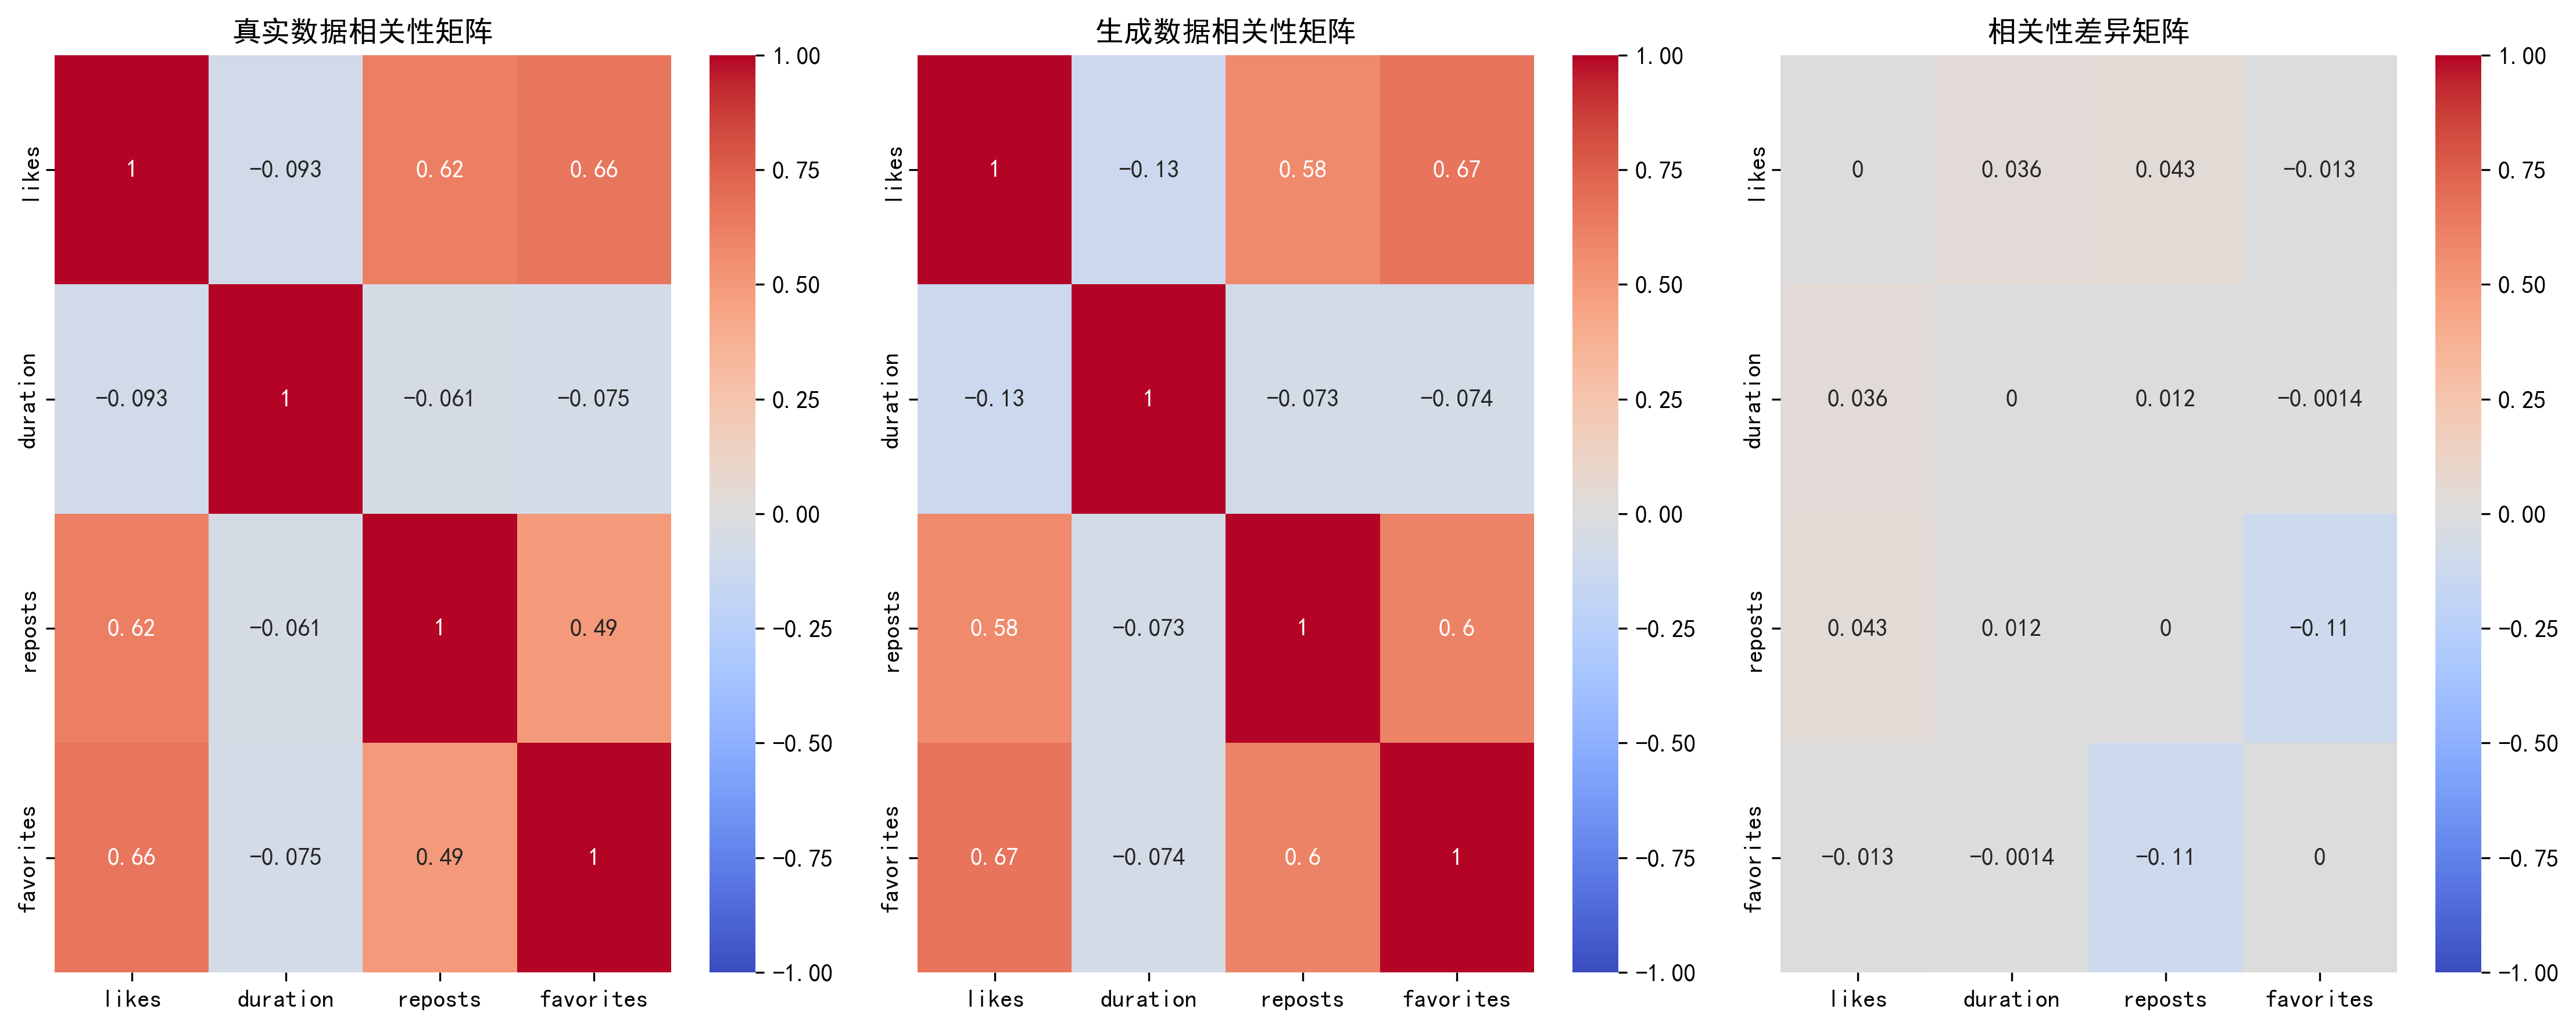 真实数据相关性矩阵
likes
duration
reposts
favorites
1 −0.093 0.62 0.66
−0.093 1 −0.061 −0.075
0.62 −0.061 1 0.49
0.66 −0.075 0.49 1
likes duration reposts favorites
1.00
0.75
0.50
0.25
0.00
−0.25
−0.50
−0.75
−1.00
生成数据相关性矩阵
likes
duration
reposts
favorites
1 −0.13 0.58 0.67
−0.13 1 −0.073 −0.074
0.58 −0.073 1 0.6
0.67 −0.074 0.6 1
likes duration reposts favorites
1.00
0.75
0.50
0.25
0.00
−0.25
−0.50
−0.75
−1.00
相关性差异矩阵
likes
duration
reposts
favorites
0 0.036 0.043 −0.013
0.036 0 0.012 −0.0014
0.043 0.012 0 −0.11
−0.013 −0.0014 −0.11 0
likes duration reposts favorites
1.00
0.75
0.50
0.25
0.00
−0.25
−0.50
−0.75
−1.00